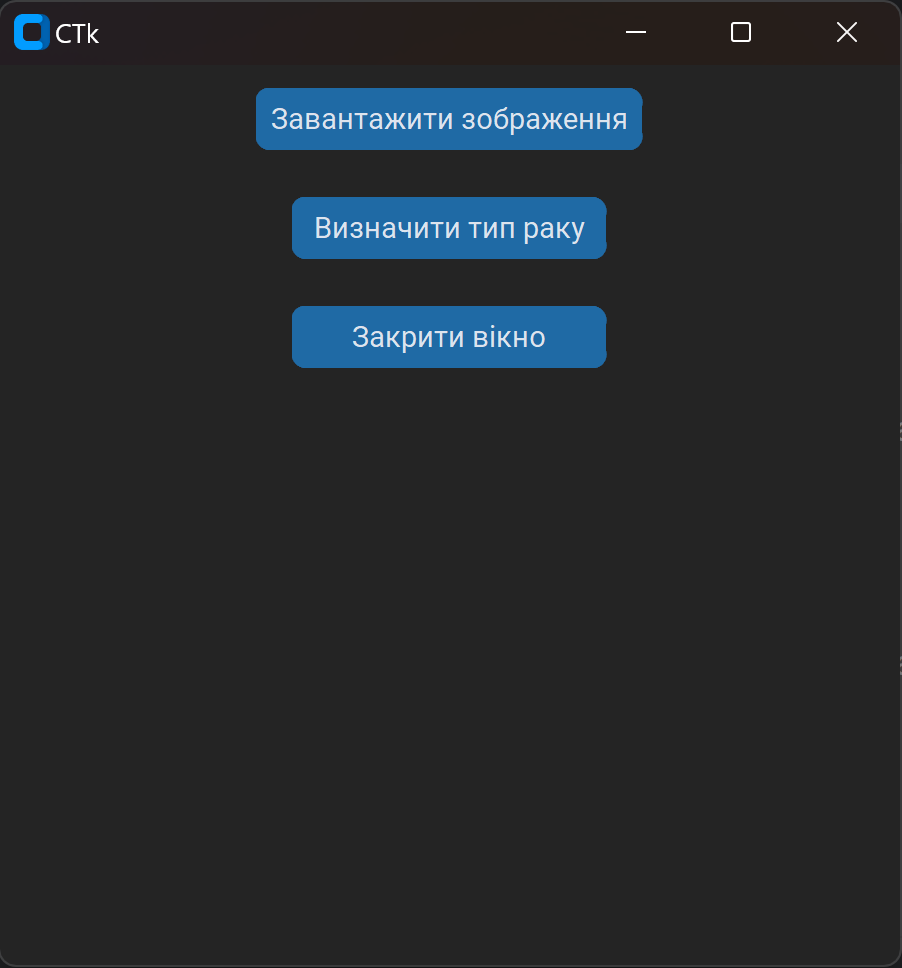 CTk
Завантажити зображення
Визначити тип раку
Закрити вікно